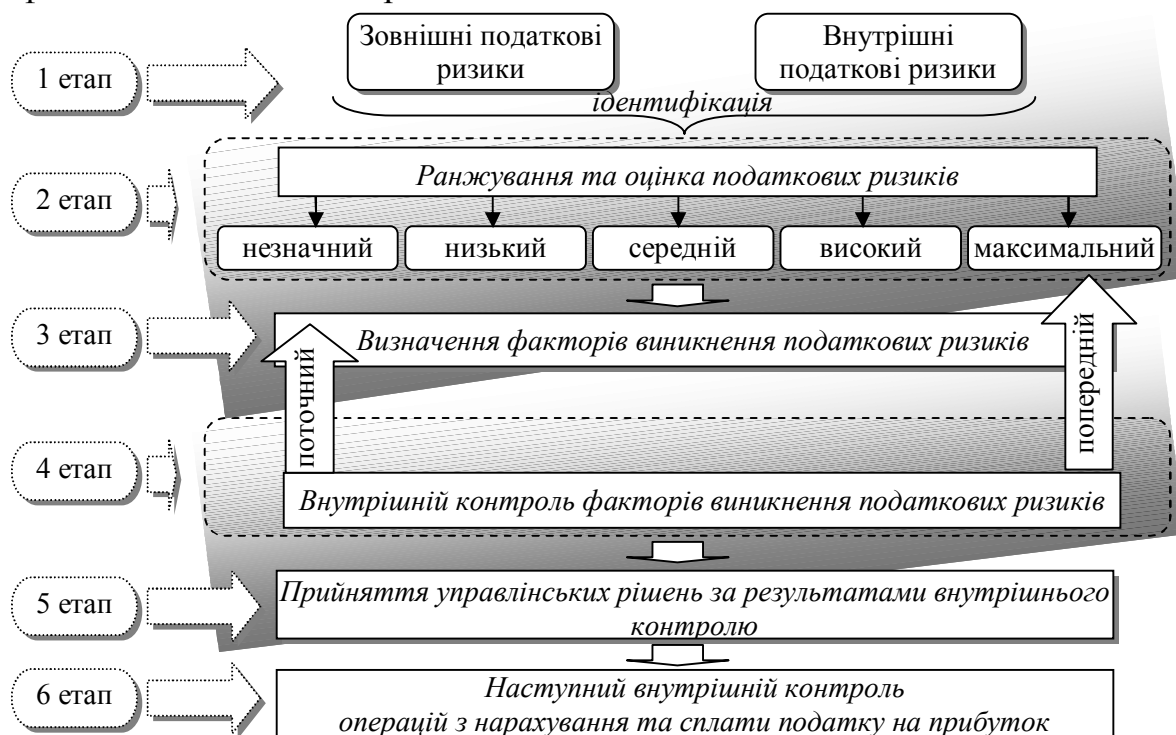 1 етап
Зовнішні податкові
ризики
Внутрішні
податкові ризики
ідентифікація
2 етап
Ранжування та оцінка податкових ризиків
незначний
низький
середній
високий
максимальний
3 етап
Визначення факторів виникнення податкових ризиків
поточний
попередній
4 етап
Внутрішній контроль факторів виникнення податкових ризиків
5 етап
Прийняття управлінських рішень за результатами внутрішнього
контролю
6 етап
Наступний внутрішній контроль
операцій з нарахування та сплати податку на прибуток